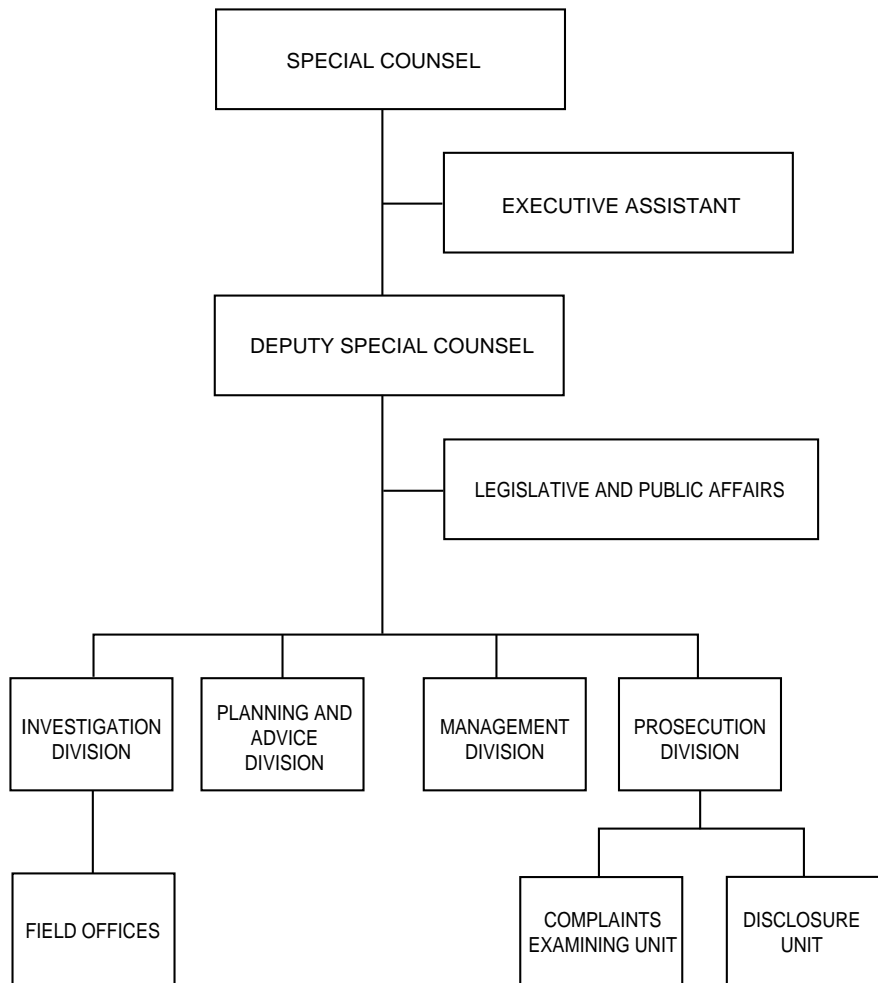 SPECIAL COUNSEL
EXECUTIVE ASSISTANT
DEPUTY SPECIAL COUNSEL
LEGISLATIVE AND PUBLIC AFFAIRS
INVESTIGATION
DIVISION
PLANNING AND
ADVICE
DIVISION
MANAGEMENT
DIVISION
PROSECUTION
DIVISION
FIELD OFFICES
COMPLAINTS
EXAMINING UNIT
DISCLOSURE
UNIT